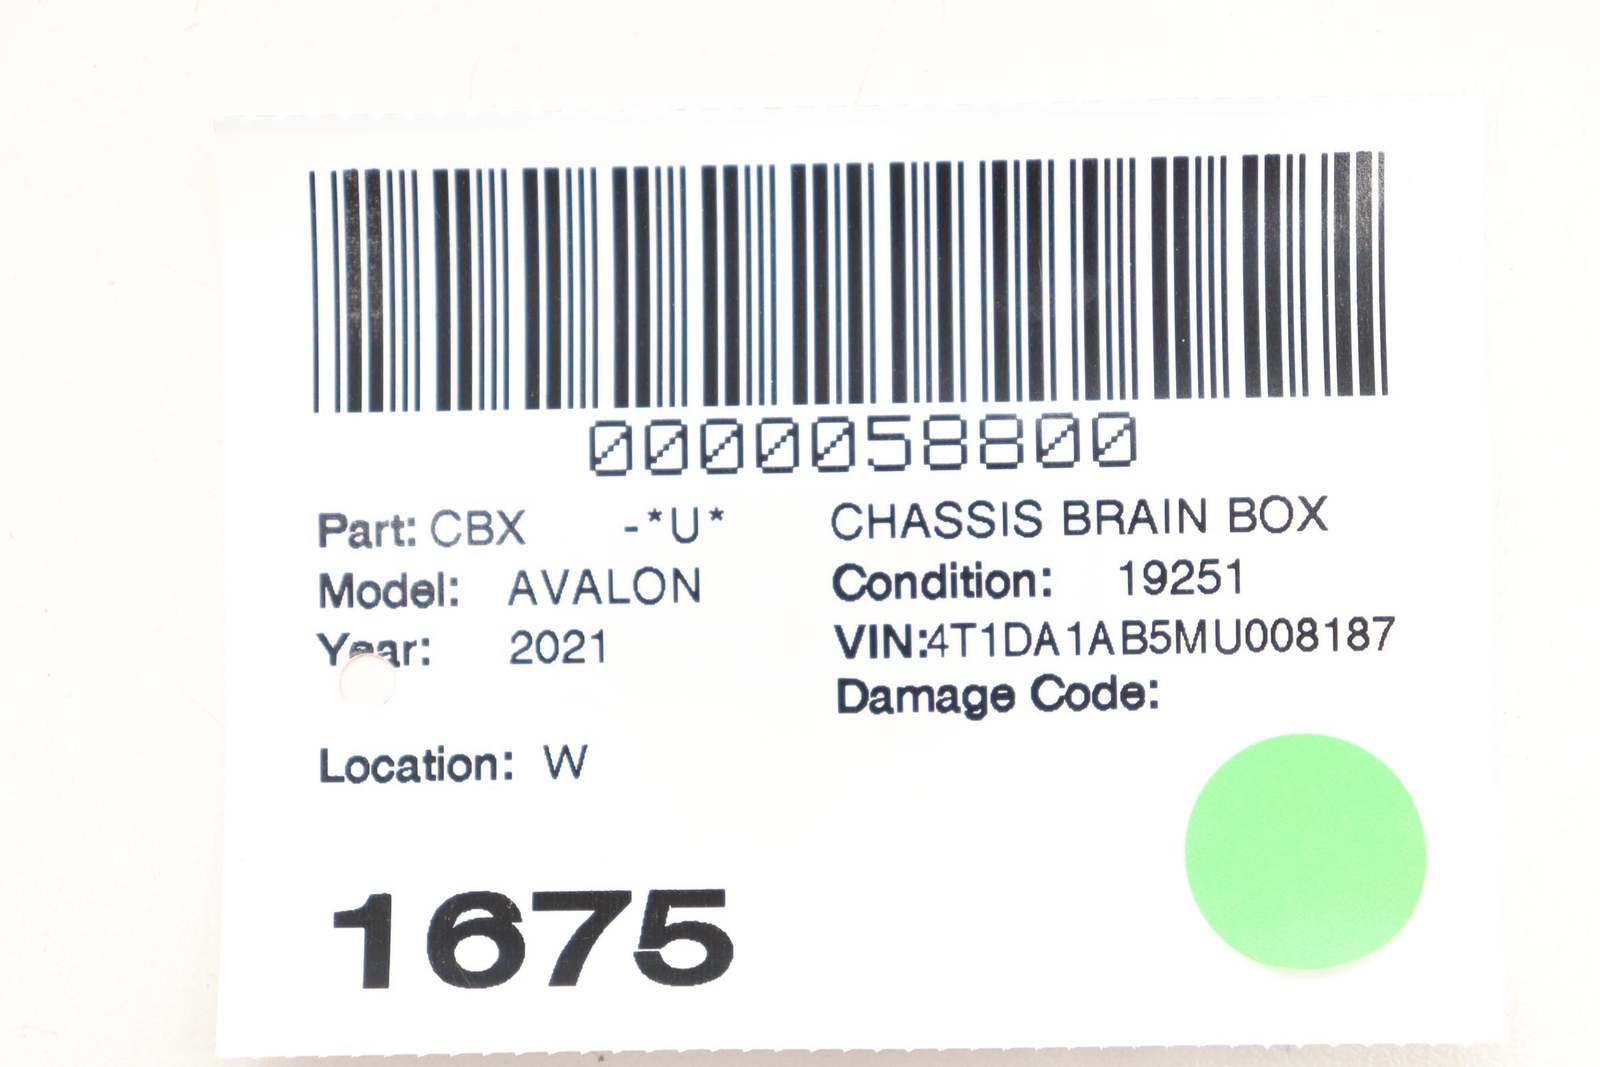 0000058800
Part: CBX -*U* CHASSIS BRAIN BOX
Model: AVALON Condition: 19251
Year: 2021 VIN:4T1DA1AB5MU008187
Damage Code:
Location: W
1675